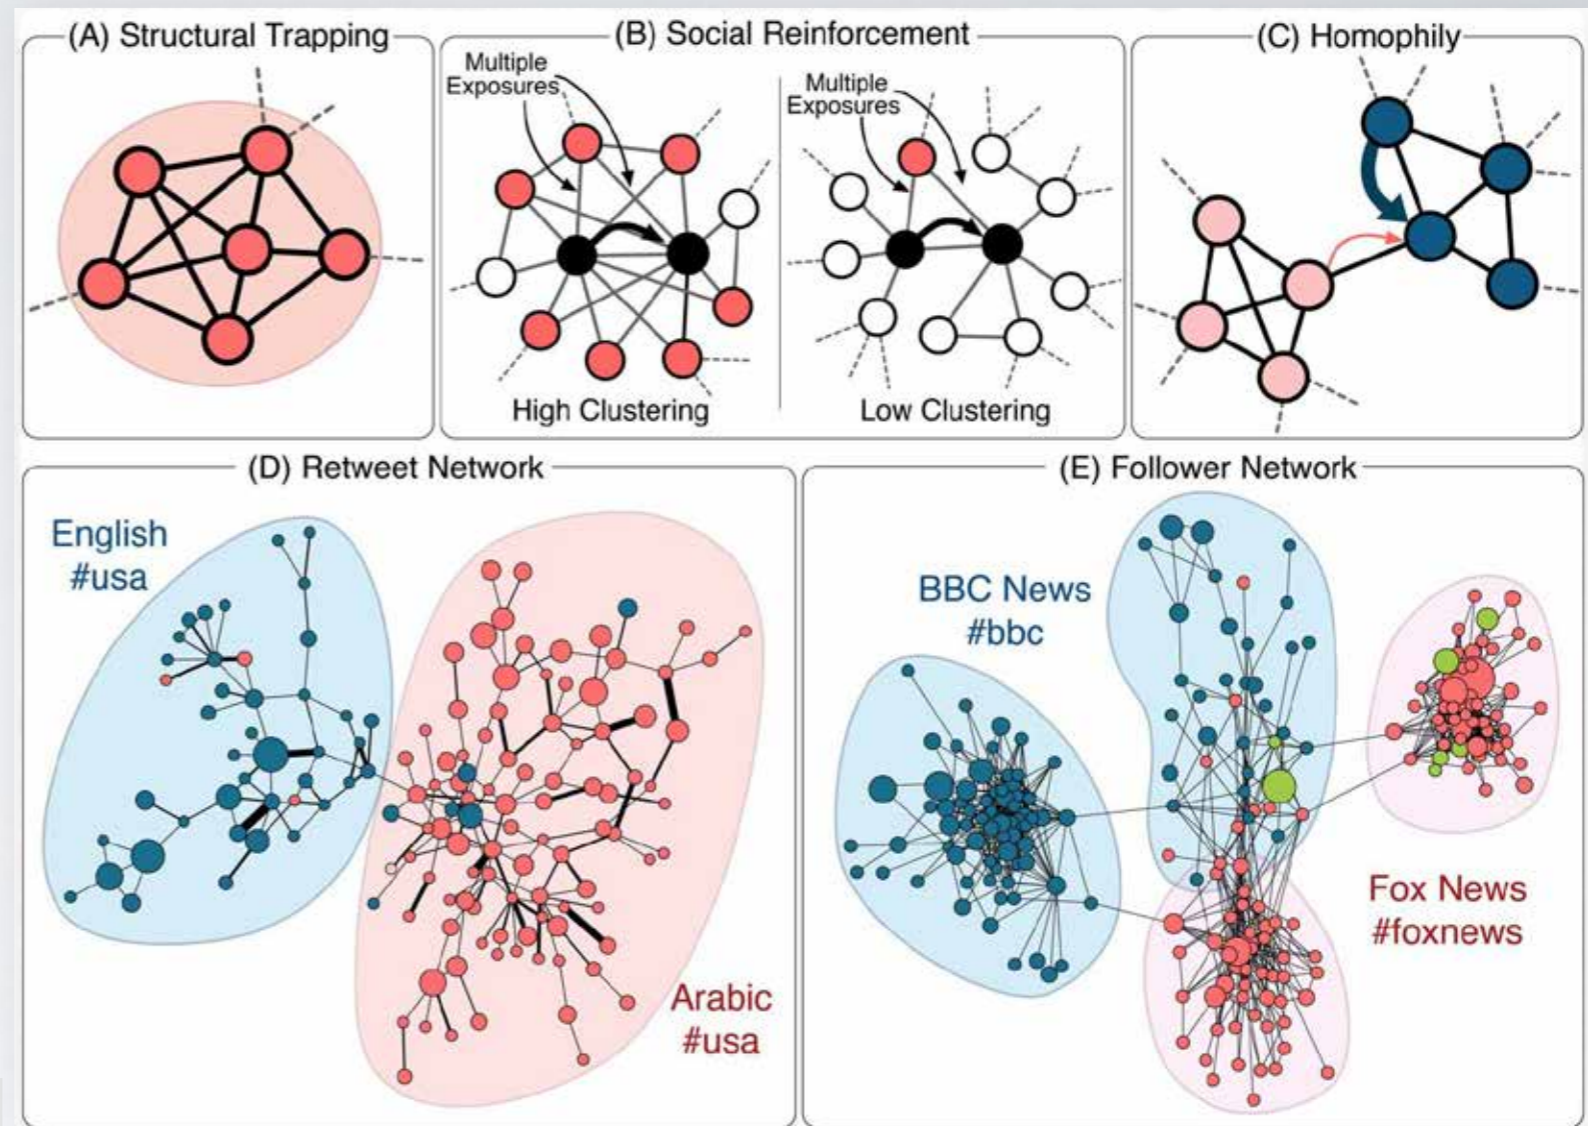 (A) Structural Trapping
(B) Social Reinforcement
Multiple
Exposures
Multiple
Exposures
High Clustering
Low Clustering
(C) Homophily
(D) Retweet Network
English
#usa
Arabic
#usa
(E) Follower Network
BBC News
#bbc
Fox News
#foxnews